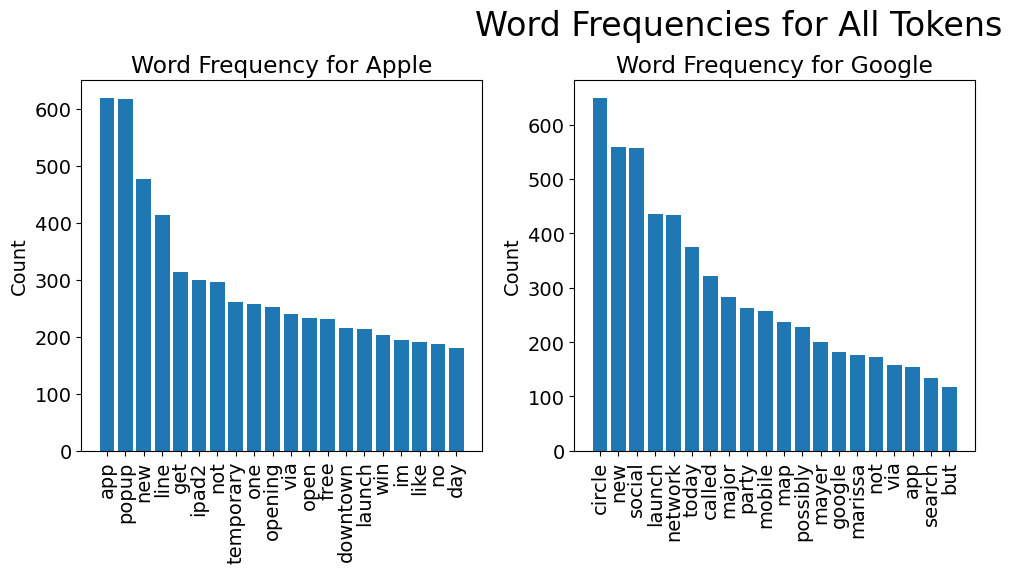 Word Frequencies for All Tokens
Word Frequency for Apple
Count
600
500
400
300
200
100
0
app
popup
new
line
get
ipad2
not
temporary
one
opening
via
open
free
downtown
launch
win
im
like
no
day
Word Frequency for Google
Count
600
500
400
300
200
100
0
circle
new
social
launch
network
today
called
major
party
mobile
map
possibly
mayer
google
marissa
not
via
app
search
but